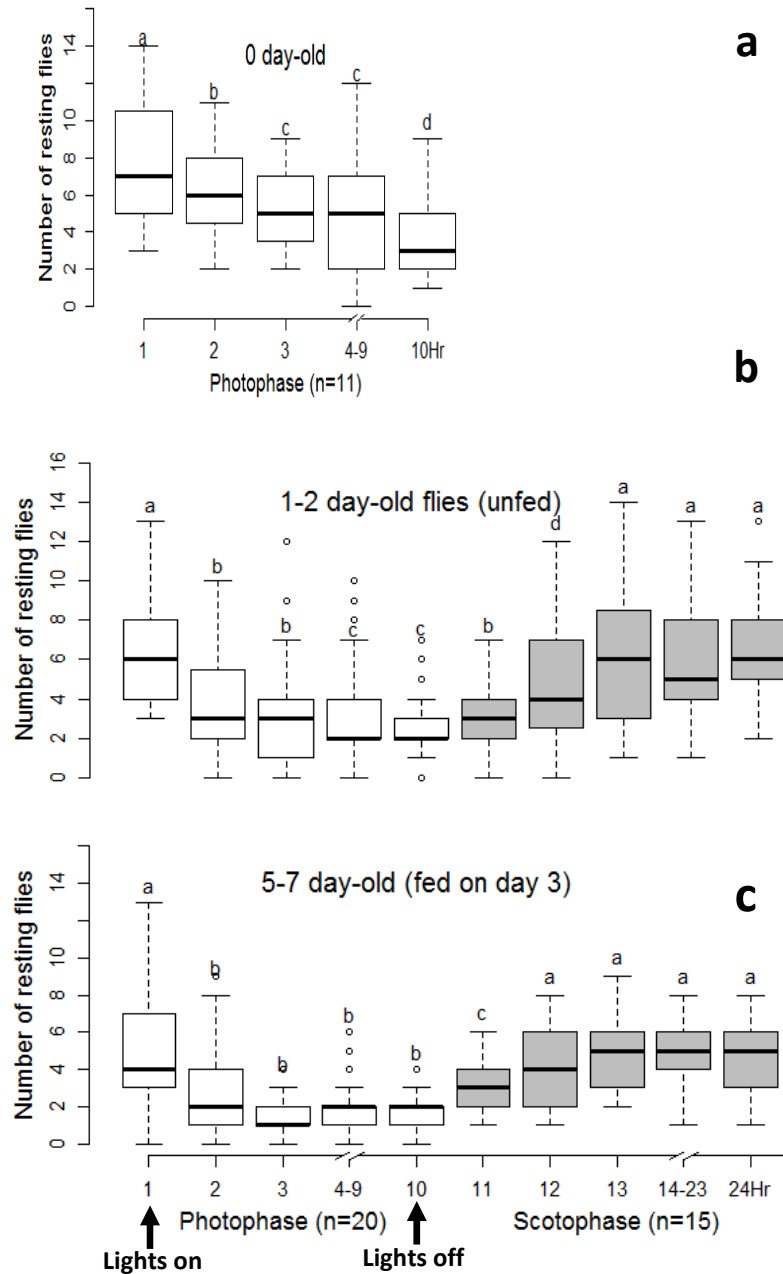 a
0 day-old
Number of resting flies
0 2 4 6 8 10 14
a b c c d
1 2 3 4-9 10Hr
Photophase (n=11)
b
1-2 day-old flies (unfed)
Number of resting flies
0 2 4 6 8 10 12 14 16
a b b c c b d a a a
c
5-7 day-old (fed on day 3)
Number of resting flies
0 2 4 6 8 10 14
a b b b b c a a a a
1 2 3 4-9 10 11 12 13 14-23 24Hr
Photophase (n=20) Scotophase (n=15)
Lights on Lights off